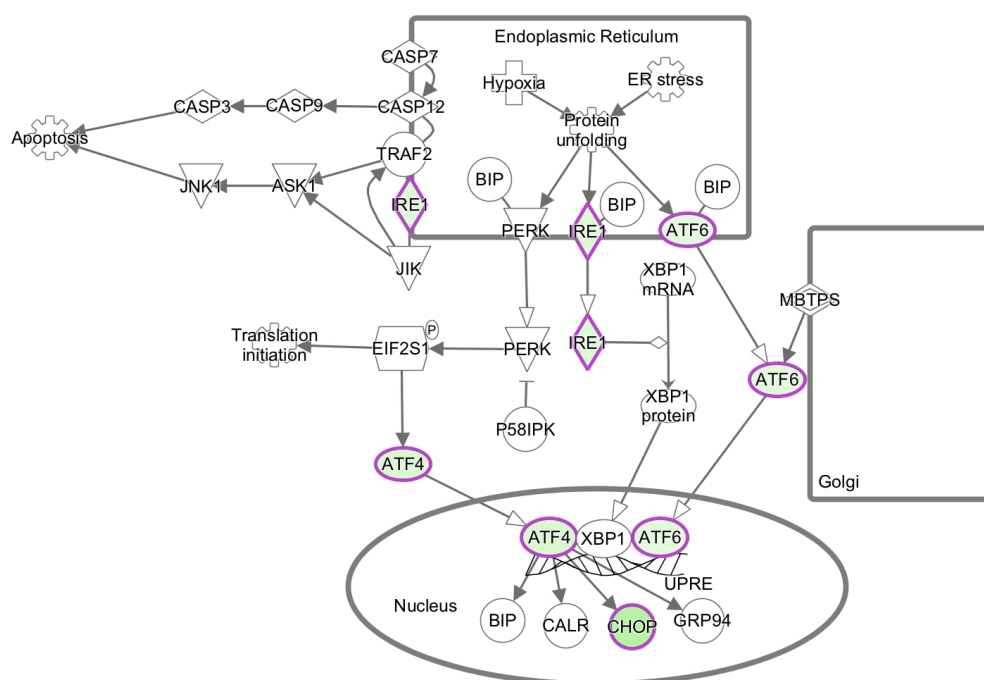 Endoplasmic Reticulum
CASP7
Hypoxia
ER stress
CASP3
CASP9
CASP12
Protein
unfolding
Apoptosis
TRAF2
JNK1
ASK1
IRE1
BIP
BIP
BIP
PERK
IRE1
ATF6
JIK
XBP1
mRNA
MBTPS
Translation
initiation
EIF2S1
P
PERK
IRE1
ATF6
XBP1
protein
P58IPK
ATF4
Golgi
ATF4
XBP1
ATF6
UPRE
Nucleus
BIP
CALR
CHOP
GRP94